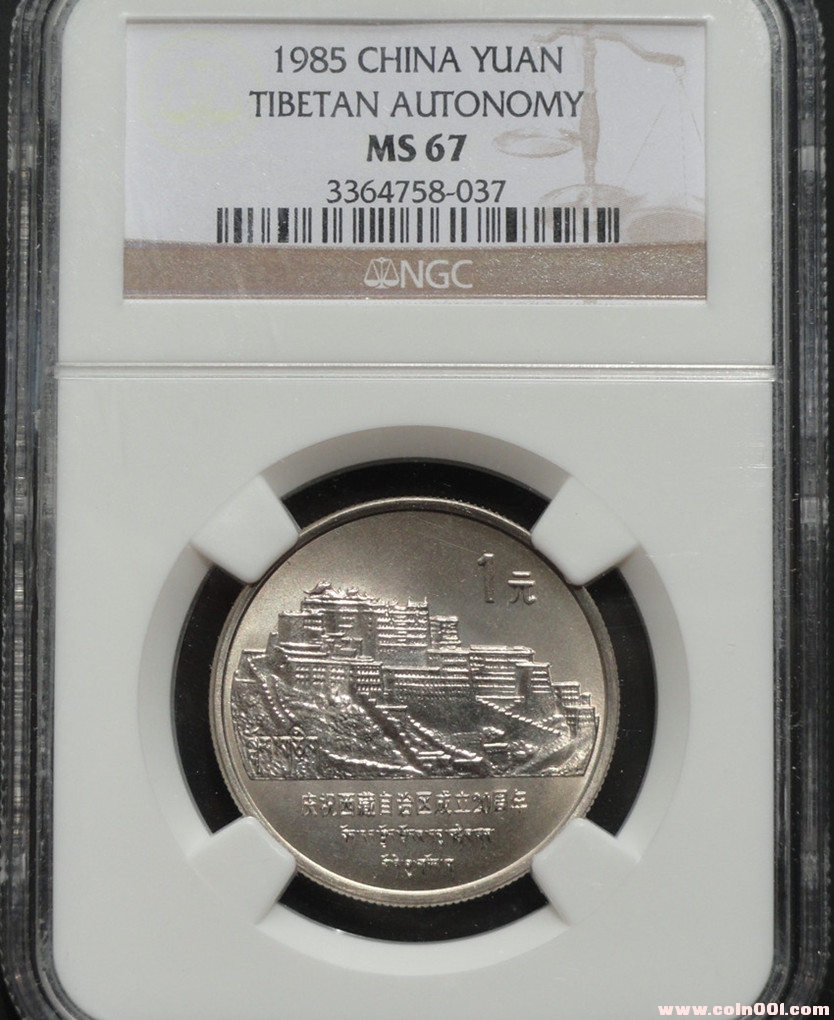 1985 CHINA YUAN
TIBETAN AUTONOMY
MS 67
3364758-037
NGC
1元
庆祝西藏自治区成立20周年
www.coin001.com